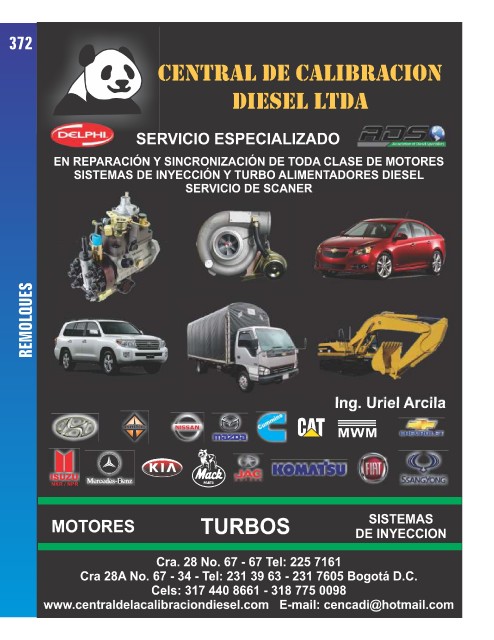 372
CENTRAL DE CALIBRACION
DIESEL LTDA
DELPHI
SERVICIO ESPECIALIZADO
ADS
EN REPARACIÓN Y SINCRONIZACIÓN DE TODA CLASE DE MOTORES
SISTEMAS DE INYECCIÓN Y TURBO ALIMENTADORES DIESEL
SERVICIO DE SCANER
REMOLQUES
Ing. Uriel Arcila
NISSAN
mazda
Cummins
CAT
MWM
CHEVROLET
ISUZU
Mercedes-Benz
KIA
Mack
JAC
KOMATSU
FIAT
SSANGYONG
MOTORES
TURBOS
SISTEMAS
DE INYECCION
Cra. 28 No. 67 - 67 Tel: 225 7161
Cra 28A No. 67 - 34 - Tel: 231 39 63 - 231 7605 Bogotá D.C.
Cels: 317 440 8661 - 318 775 0098
www.centraldelacalibraciondiesel.com E-mail: cencadi@hotmail.com